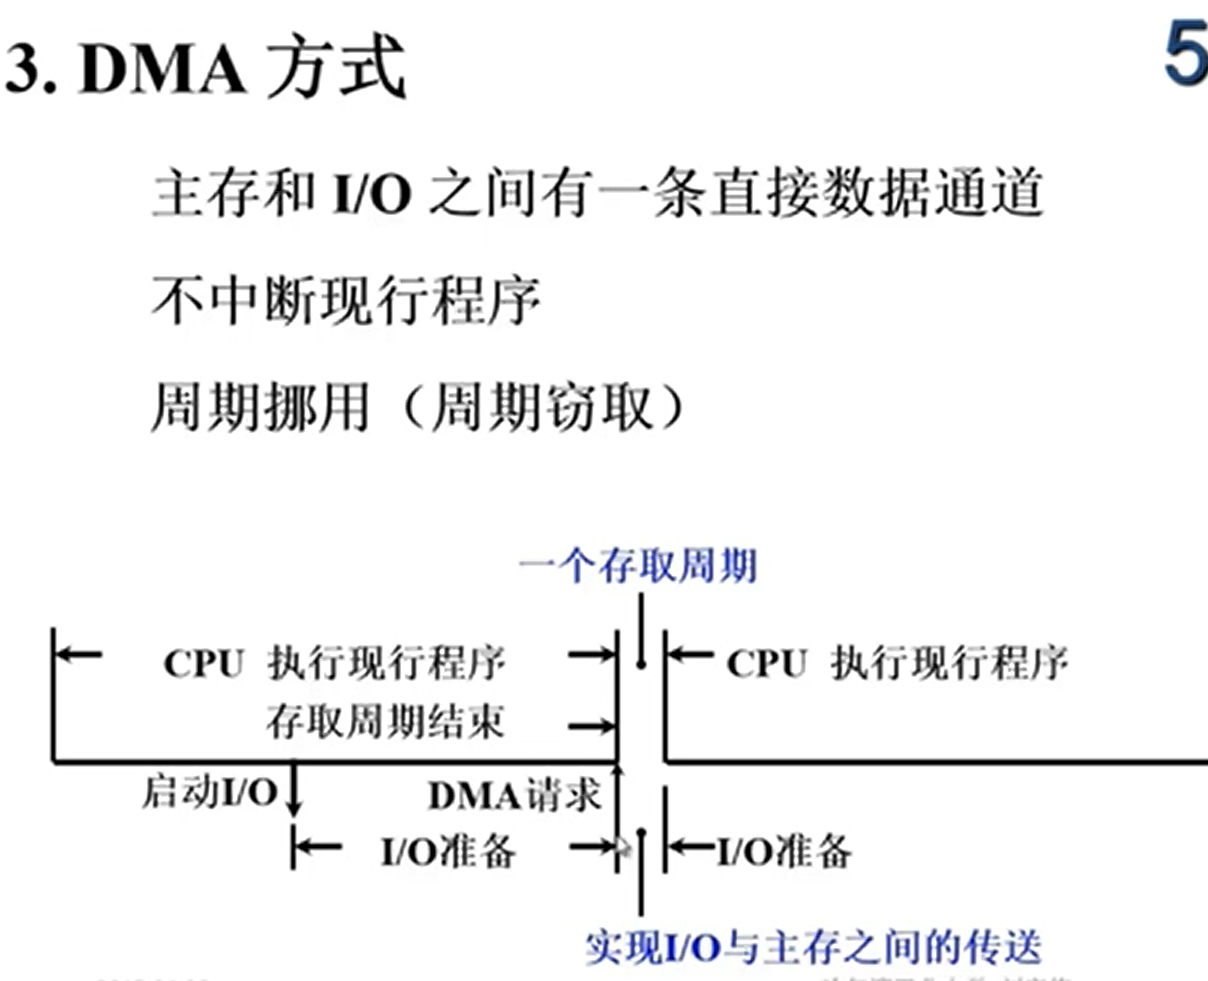 3. DMA 方式
5
主存和 I/O 之间有一条直接数据通道
不中断现行程序
周期挪用（周期窃取）
一个存取周期
CPU 执行现行程序
CPU 执行现行程序
存取周期结束
启动I/O
DMA请求
I/O准备
I/O准备
实现I/O与主存之间的传送